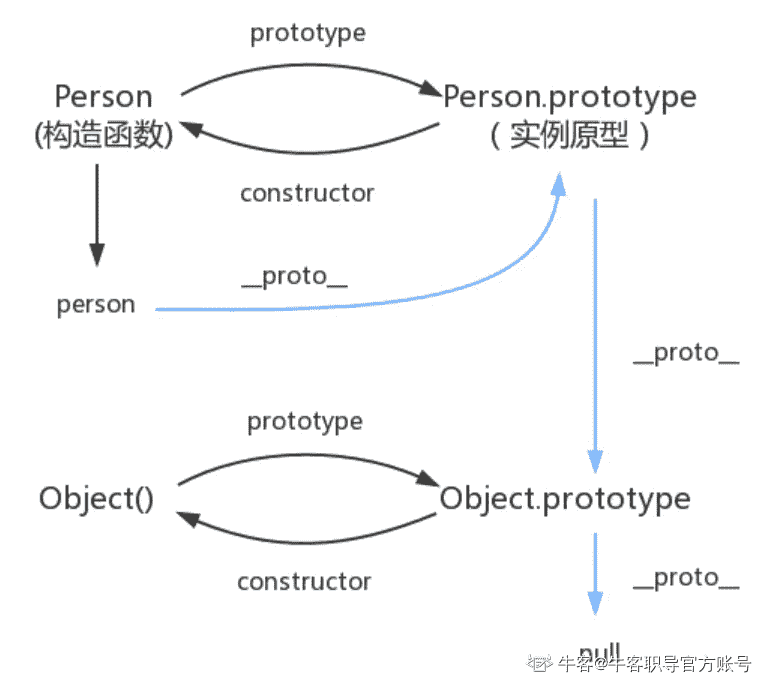 prototype
Person
Person.prototype
(构造函数)
（实例原型）
constructor
__proto__
person
__proto__
prototype
Object()
Object.prototype
constructor
__proto__
null
牛客@牛客职导官方账号